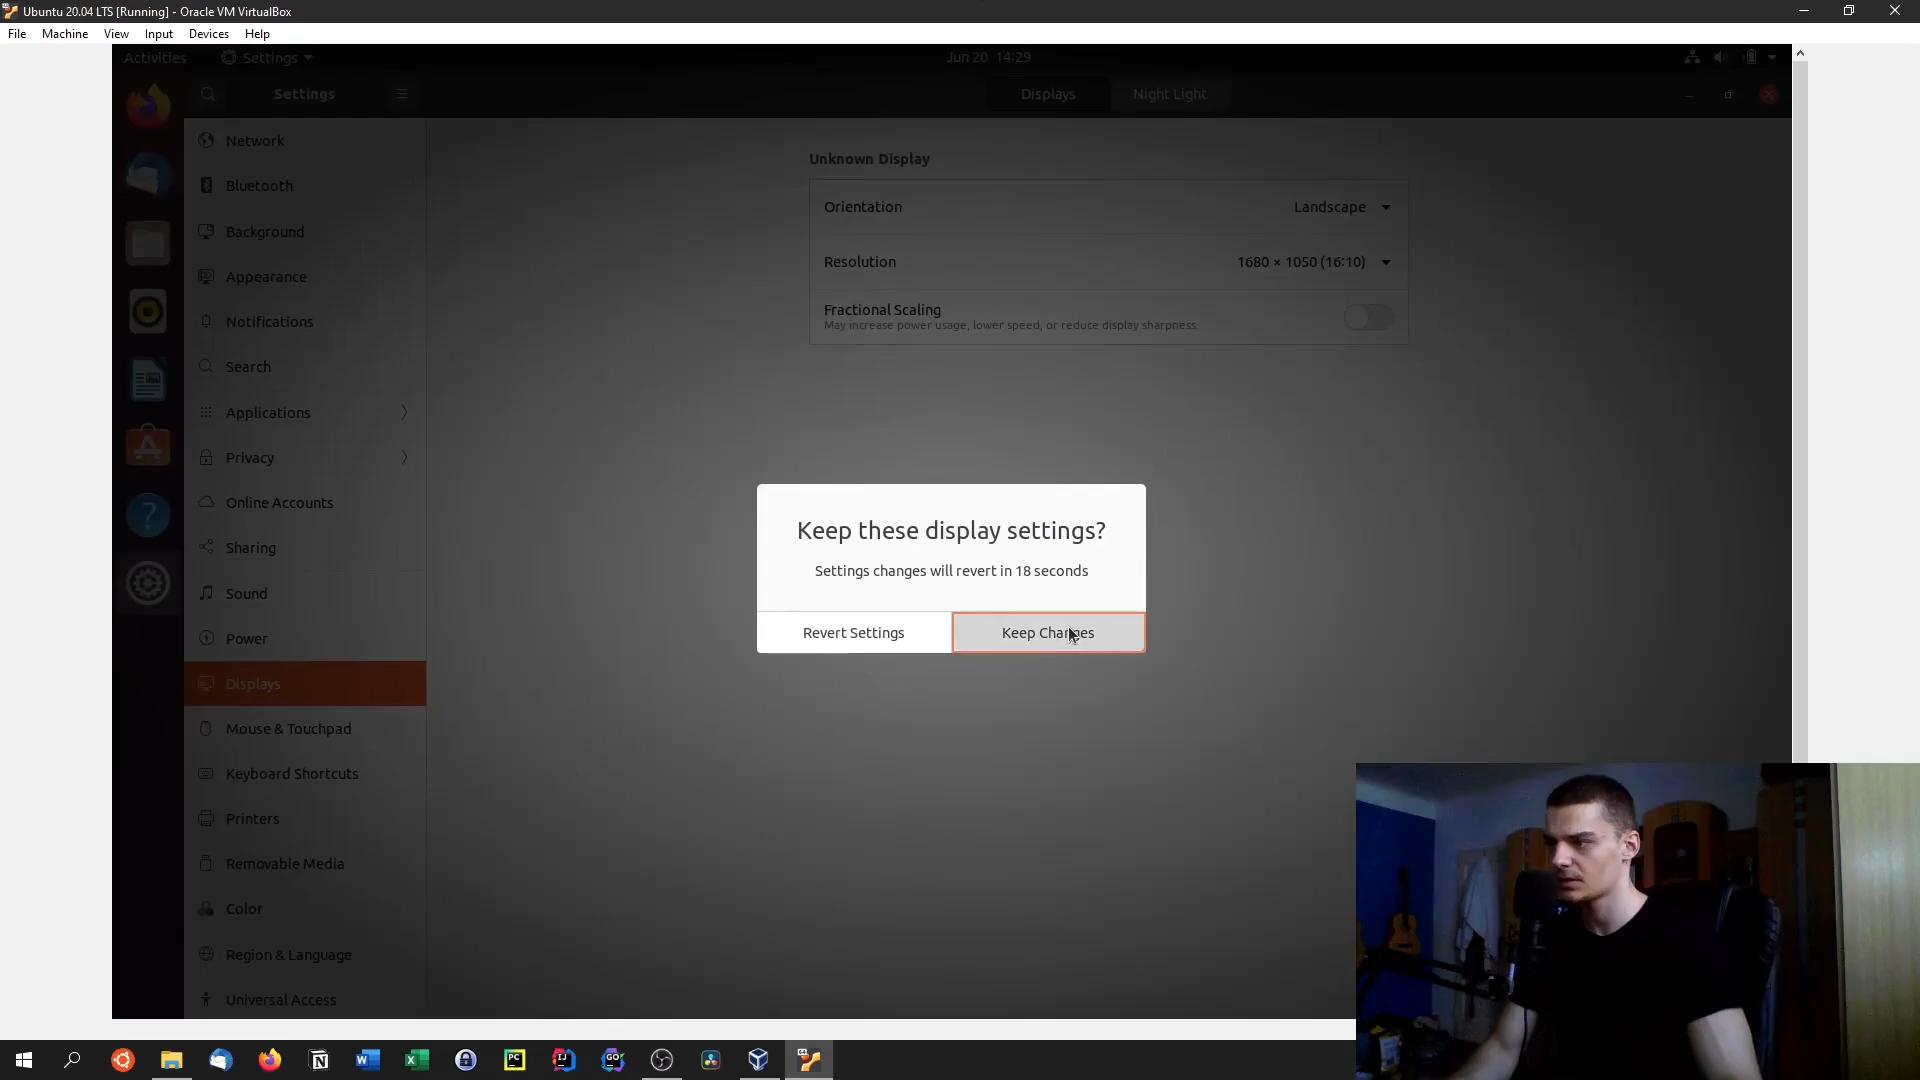 Ubuntu 20.04 LTS [Running] - Oracle VM VirtualBox
File Machine View Input Devices Help
Activities Settings Jun 20 14:29
Settings Displays Night Light
Network
Bluetooth
Background
Appearance
Notifications
Search
Applications
Privacy
Online Accounts
Sharing
Sound
Power
Displays
Mouse & Touchpad
Keyboard Shortcuts
Printers
Removable Media
Color
Region & Language
Universal Access
Unknown Display
Orientation Landscape
Resolution 1680 × 1050 (16:10)
Fractional Scaling
May increase power usage, lower speed, or reduce display sharpness.
Keep these display settings?
Settings changes will revert in 18 seconds
Revert Settings Keep Changes
N W X PC IJ GO